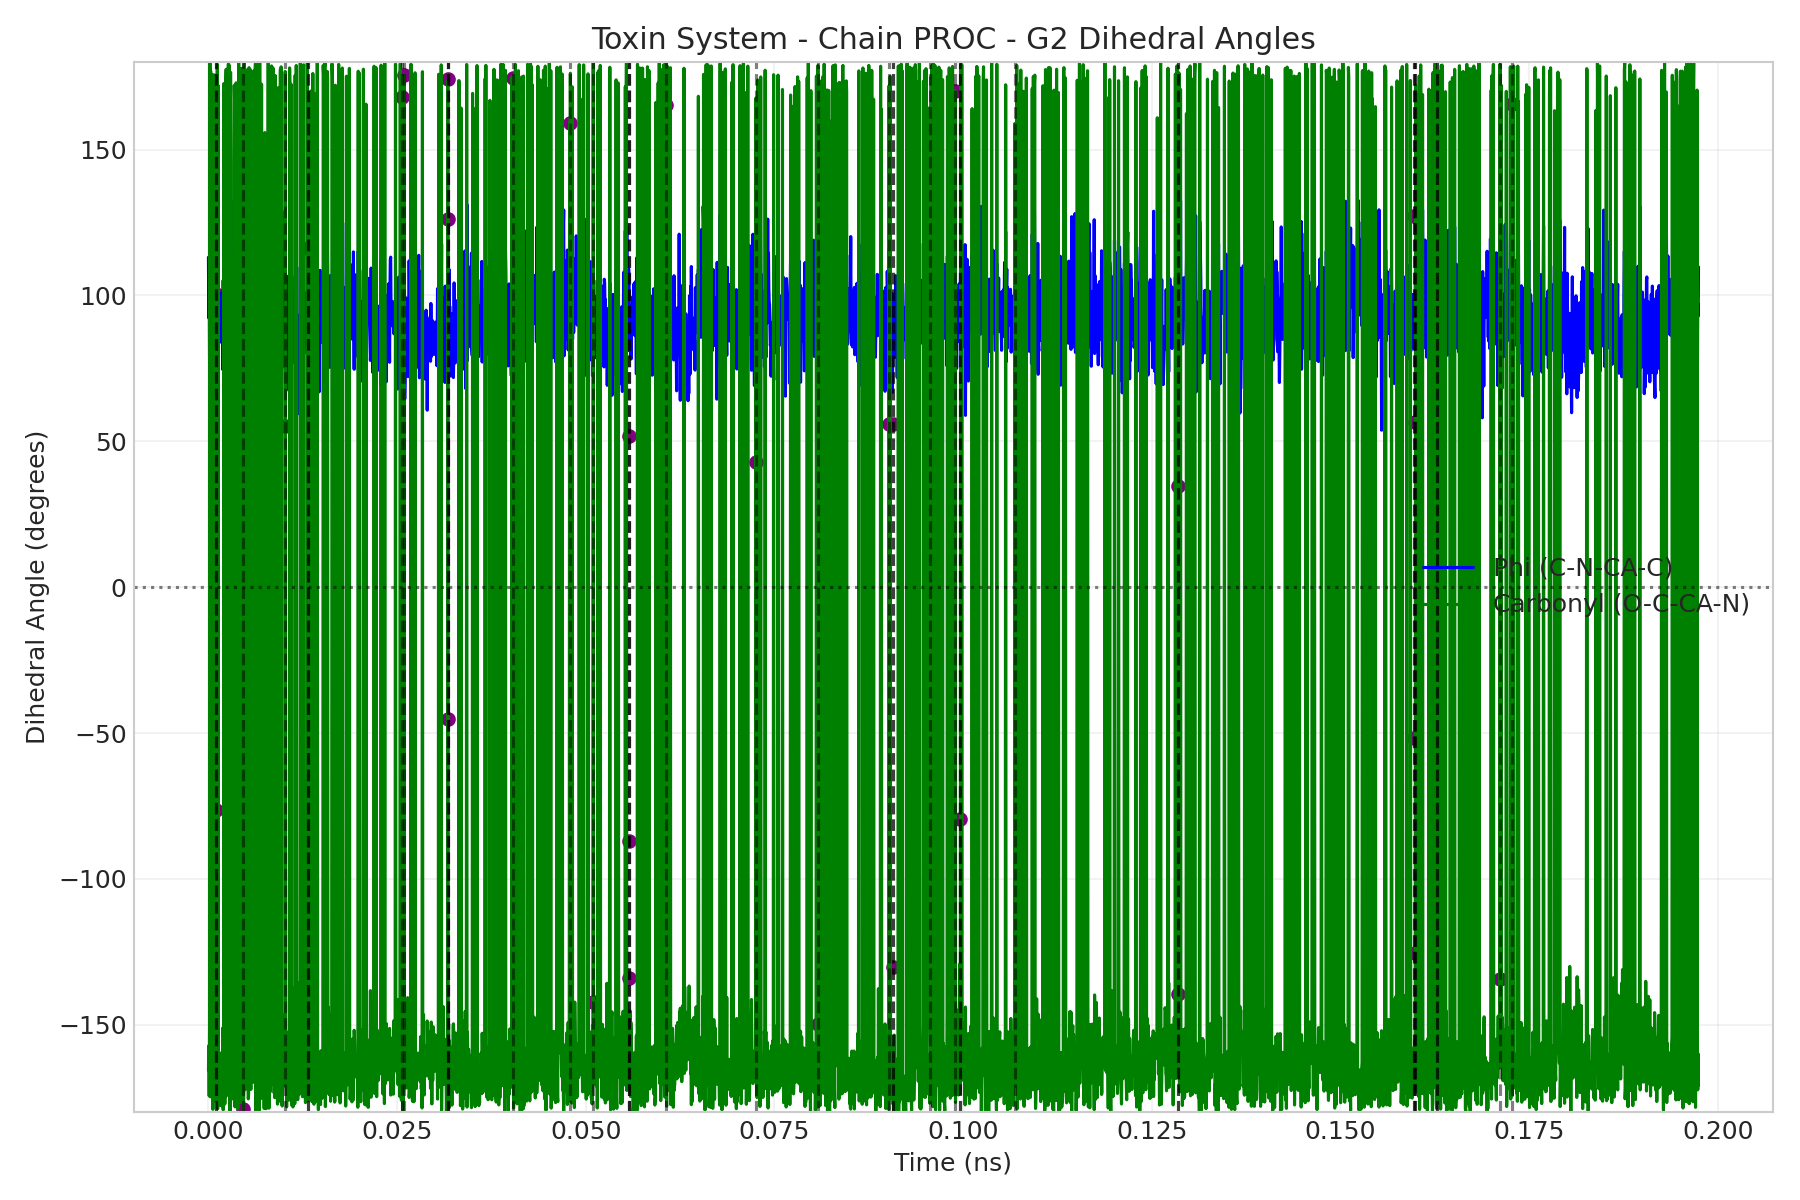 Toxin System - Chain PROC - G2 Dihedral Angles
Dihedral Angle (degrees)
150
100
50
0
−50
−100
−150
Phi (C-N-CA-C)
Carbonyl (O-C-CA-N)
0.000 0.025 0.050 0.075 0.100 0.125 0.150 0.175 0.200
Time (ns)